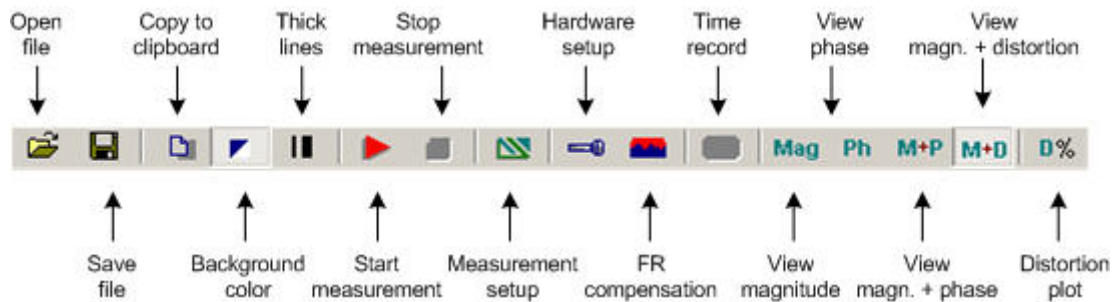 Open
file
Copy to
clipboard
Thick
lines
Stop
measurement
Hardware
setup
Time
record
View
phase
View
magn. + distortion
Mag
Ph
M+P
M+D
D%
Save
file
Background
color
Start
measurement
Measurement
setup
FR
compensation
View
magnitude
View
magn. + phase
Distortion
plot